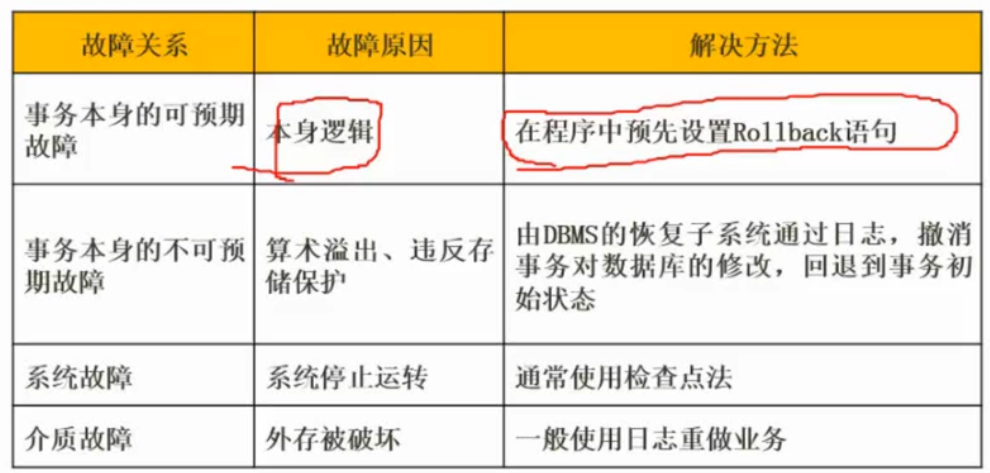 故障关系 故障原因 解决方法
事务本身的可预期
故障
本身逻辑
在程序中预先设置Rollback语句
事务本身的不可预
期故障
算术溢出、违反存
储保护
由DBMS的恢复子系统通过日志，撤消
事务对数据库的修改，回退到事务初
始状态
系统故障 系统停止运转 通常使用检查点法
介质故障 外存被破坏 一般使用日志重做业务